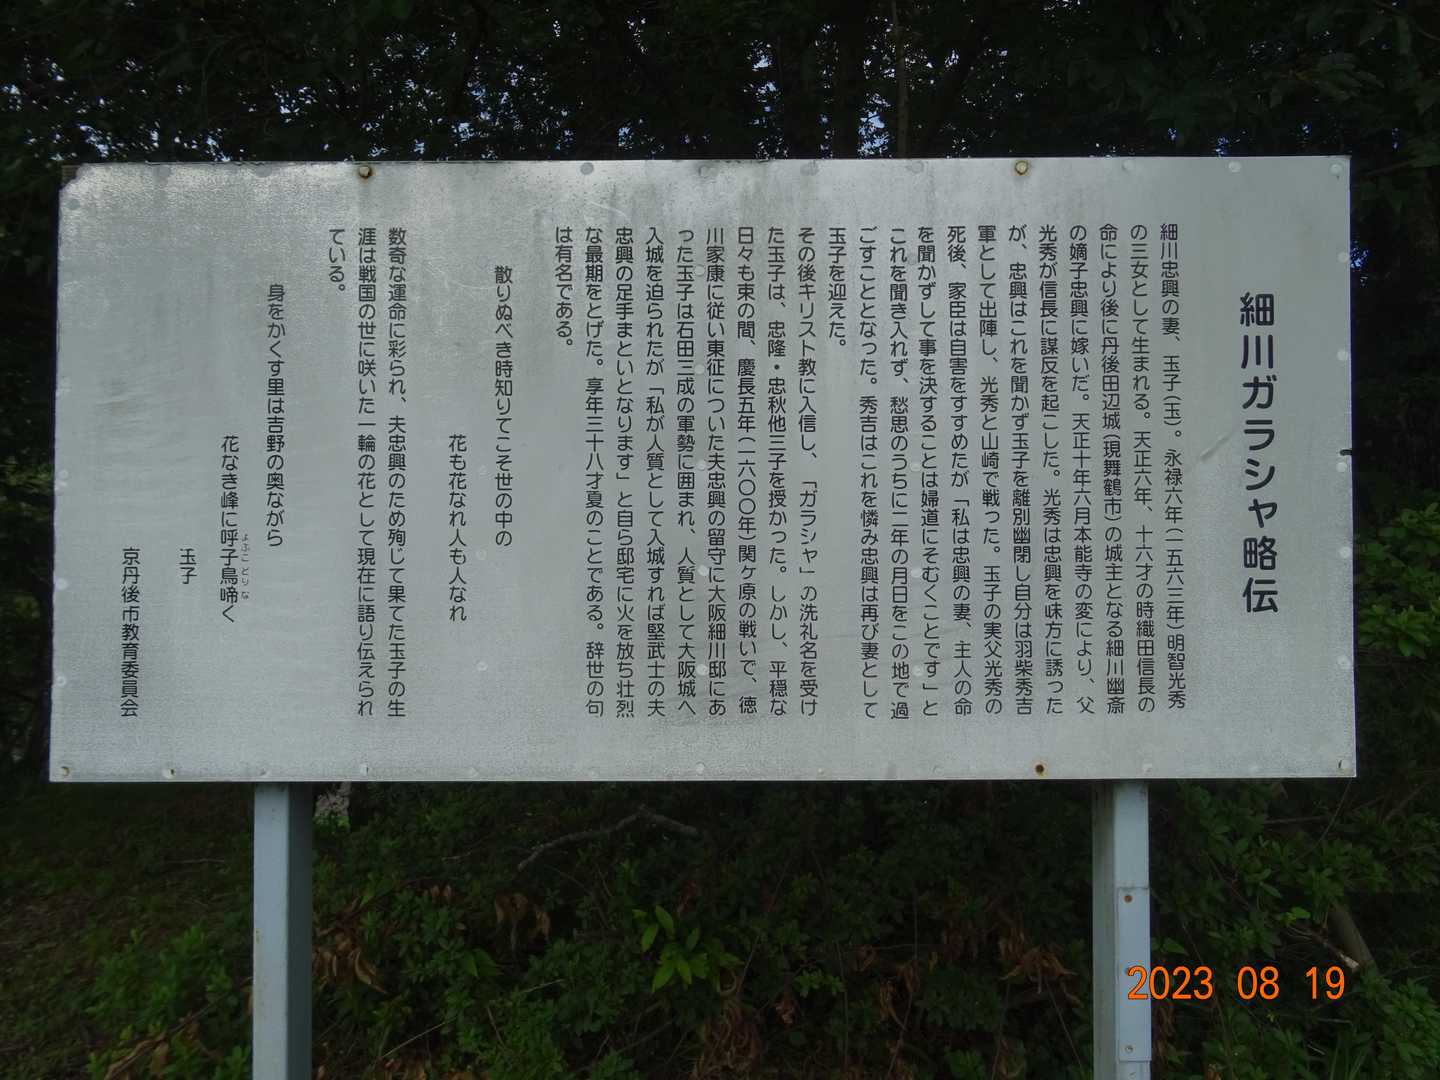 細川ガラシャ略伝
細川忠興の妻、玉子(玉)。永禄六年(一五六三年)明智光秀
の三女として生まれる。天正六年、十六才の時織田信長の
命により後に丹後田辺城(現舞鶴市)の城主となる細川幽斎
の嫡子忠興に嫁いだ。天正十年六月本能寺の変により、父
光秀が信長に謀反を起こした。光秀は忠興を味方に誘った
が、忠興はこれを聞かず玉子を離別幽閉し自分は羽柴秀吉
軍として出陣し、光秀と山崎で戦った。玉子の実父光秀の
死後、家臣は自害をすすめたが「私は忠興の妻、主人の命
を聞かずして事を決することは婦道にそむくことです」と
これを聞き入れず、愁思のうちに二年の月日をこの地で過
ごすこととなった。秀吉はこれを憐み忠興は再び妻として
玉子を迎えた。
その後キリスト教に入信し、「ガラシャ」の洗礼名を受け
た玉子は、忠隆・忠秋他三子を授かった。しかし、平穏な
日々も束の間、慶長五年(一六〇〇年)関ヶ原の戦いで、徳
川家康に従い東征についた夫忠興の留守に大阪細川邸にあ
った玉子は石田三成の軍勢に囲まれ、人質として大阪城へ
入城を迫られたが「私が人質として入城すれば堅武士の夫
忠興の足手まといとなります」と自ら邸宅に火を放ち壮烈
な最期をとげた。享年三十八才夏のことである。辞世の句
は有名である。
散りぬべき時知りてこそ世の中の
花も花なれ人も人なれ
数奇な運命に彩られ、夫忠興のため殉じて果てた玉子の生
涯は戦国の世に咲いた一輪の花として現在に語り伝えられ
ている。
身をかくす里は吉野の奥ながら
花なき峰に呼子鳥啼く
よぶこどりな
玉子
京丹後市教育委員会
2023 08 19